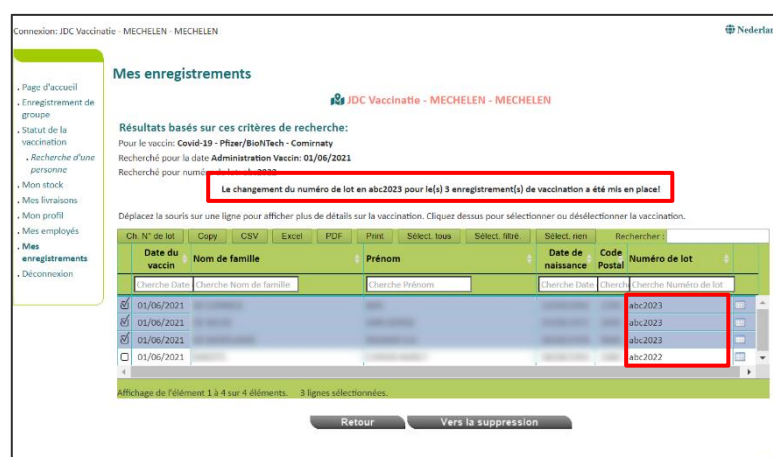 Connexion: JDC Vaccinatie - MECHELEN - MECHELEN
Nederlan
. Page d'accueil
. Enregistrement de groupe
. Statut de la vaccination
. Recherche d'une personne
. Mon stock
. Mes livraisons
. Mon profil
. Mes employés
. Mes enregistrements
. Déconnexion
Mes enregistrements
JDC Vaccinatie - MECHELEN - MECHELEN
Résultats basés sur ces critères de recherche:
Pour le vaccin: Covid-19 - Pfizer/BioNTech - Comirnaty
Recherché pour la date Administration Vaccin: 01/06/2021
Recherché pour numéro
Le changement du numéro de lot en abc2023 pour le(s) 3 enregistrement(s) de vaccination a été mis en place!
Déplacez la souris sur une ligne pour afficher plus de détails sur la vaccination. Cliquez dessus pour sélectionner ou désélectionner la vaccination.
Ch. N° de lot Copy CSV Excel PDF Print Sélect. tous Sélect. filtré. Sélect. rien Rechercher :
Date du vaccin Nom de famille Prénom Date de naissance Code Postal Numéro de lot
Cherche Date Cherche Nom de famille Cherche Prénom Cherche Date Cherch Cherche Numéro de lot
01/06/2021 abc2023
01/06/2021 abc2023
01/06/2021 abc2023
01/06/2021 abc2022
Affichage de l'élément 1 à 4 sur 4 éléments. 3 lignes sélectionnées.
Retour Vers la suppression